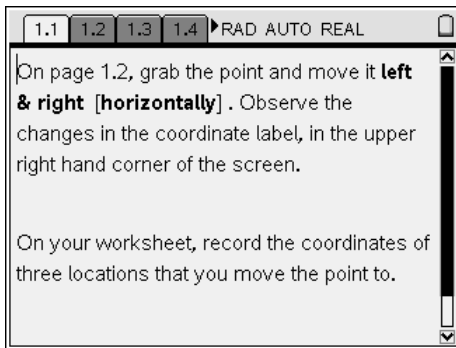 1.1 1.2 1.3 1.4 RAD AUTO REAL
On page 1.2, grab the point and move it left
& right [horizontally] . Observe the
changes in the coordinate label, in the upper
right hand corner of the screen.
On your worksheet, record the coordinates of
three locations that you move the point to.